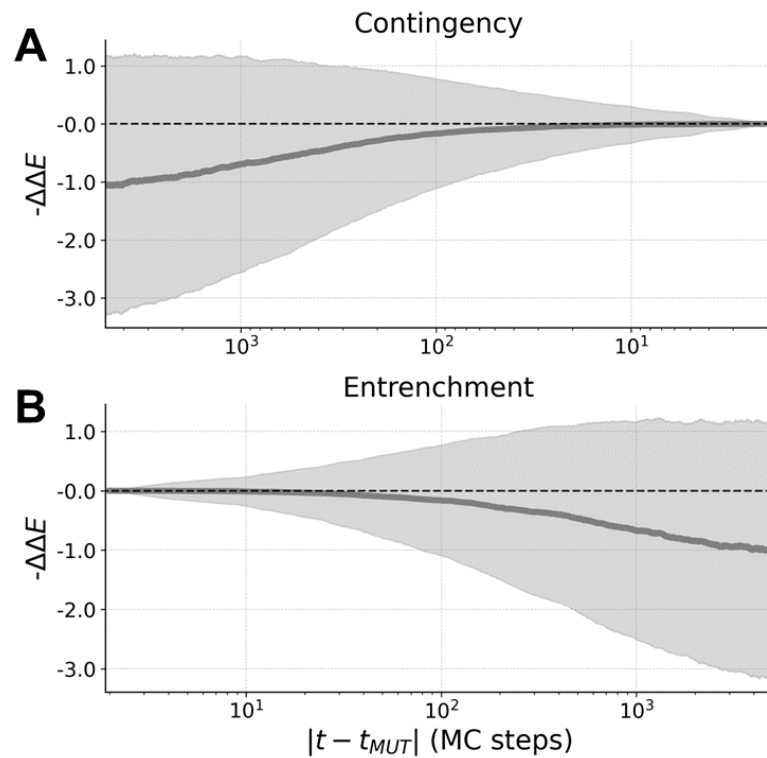 A
Contingency
1.0
-0.0
-1.0
-2.0
-3.0
-ΔΔE
10³ 10² 10¹
B
Entrenchment
1.0
-0.0
-1.0
-2.0
-3.0
-ΔΔE
10¹ 10² 10³
|t − t_MUT| (MC steps)